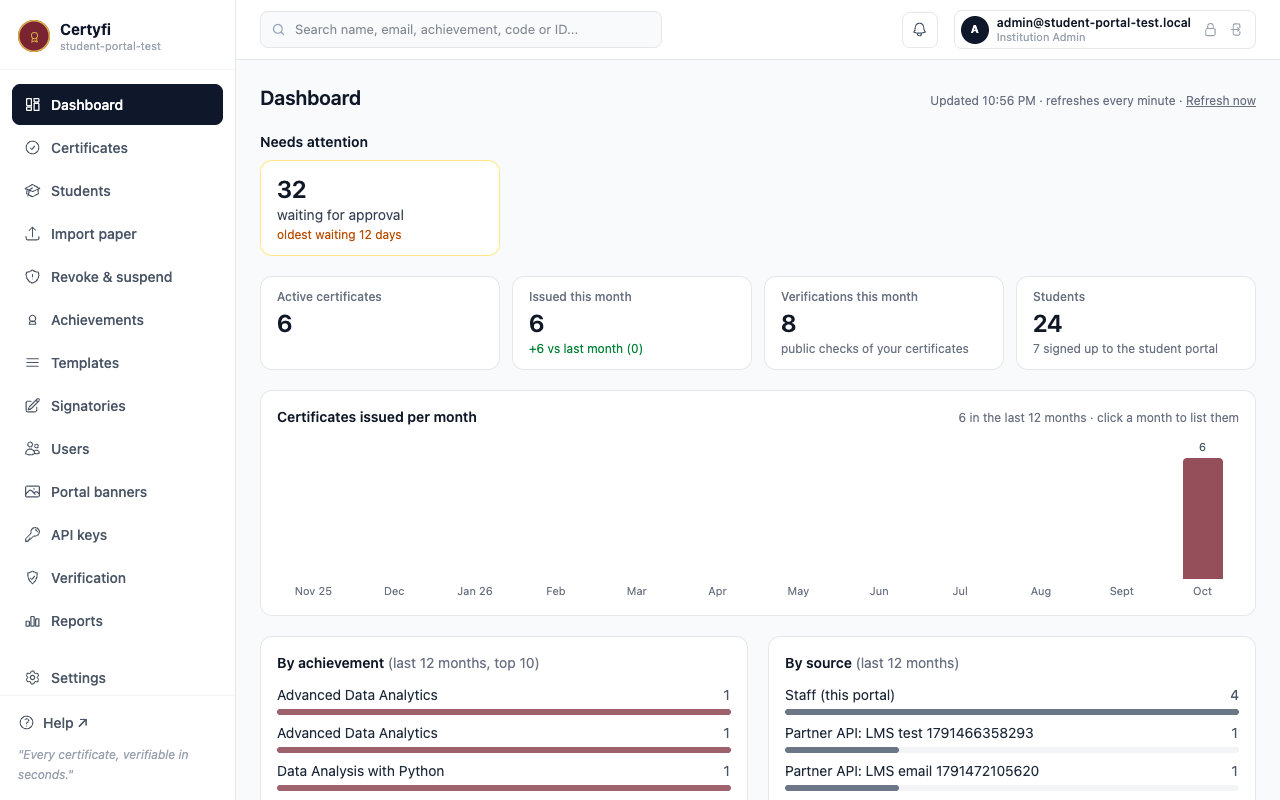 Certyfi
student-portal-test
Dashboard
Certificates
Students
Import paper
Revoke & suspend
Achievements
Templates
Signatories
Users
Portal banners
API keys
Verification
Reports
Settings
Help ↗
"Every certificate, verifiable in
seconds."
Search name, email, achievement, code or ID...
A
admin@student-portal-test.local
Institution Admin
Dashboard
Updated 10:56 PM · refreshes every minute · Refresh now
Needs attention
32
waiting for approval
oldest waiting 12 days
Active certificates
6
Issued this month
6
+6 vs last month (0)
Verifications this month
8
public checks of your certificates
Students
24
7 signed up to the student portal
Certificates issued per month
6 in the last 12 months · click a month to list them
6
Nov 25 Dec Jan 26 Feb Mar Apr May Jun Jul Aug Sept Oct
By achievement (last 12 months, top 10)
Advanced Data Analytics 1
Advanced Data Analytics 1
Data Analysis with Python 1
By source (last 12 months)
Staff (this portal) 4
Partner API: LMS test 1791466358293 1
Partner API: LMS email 1791472105620 1